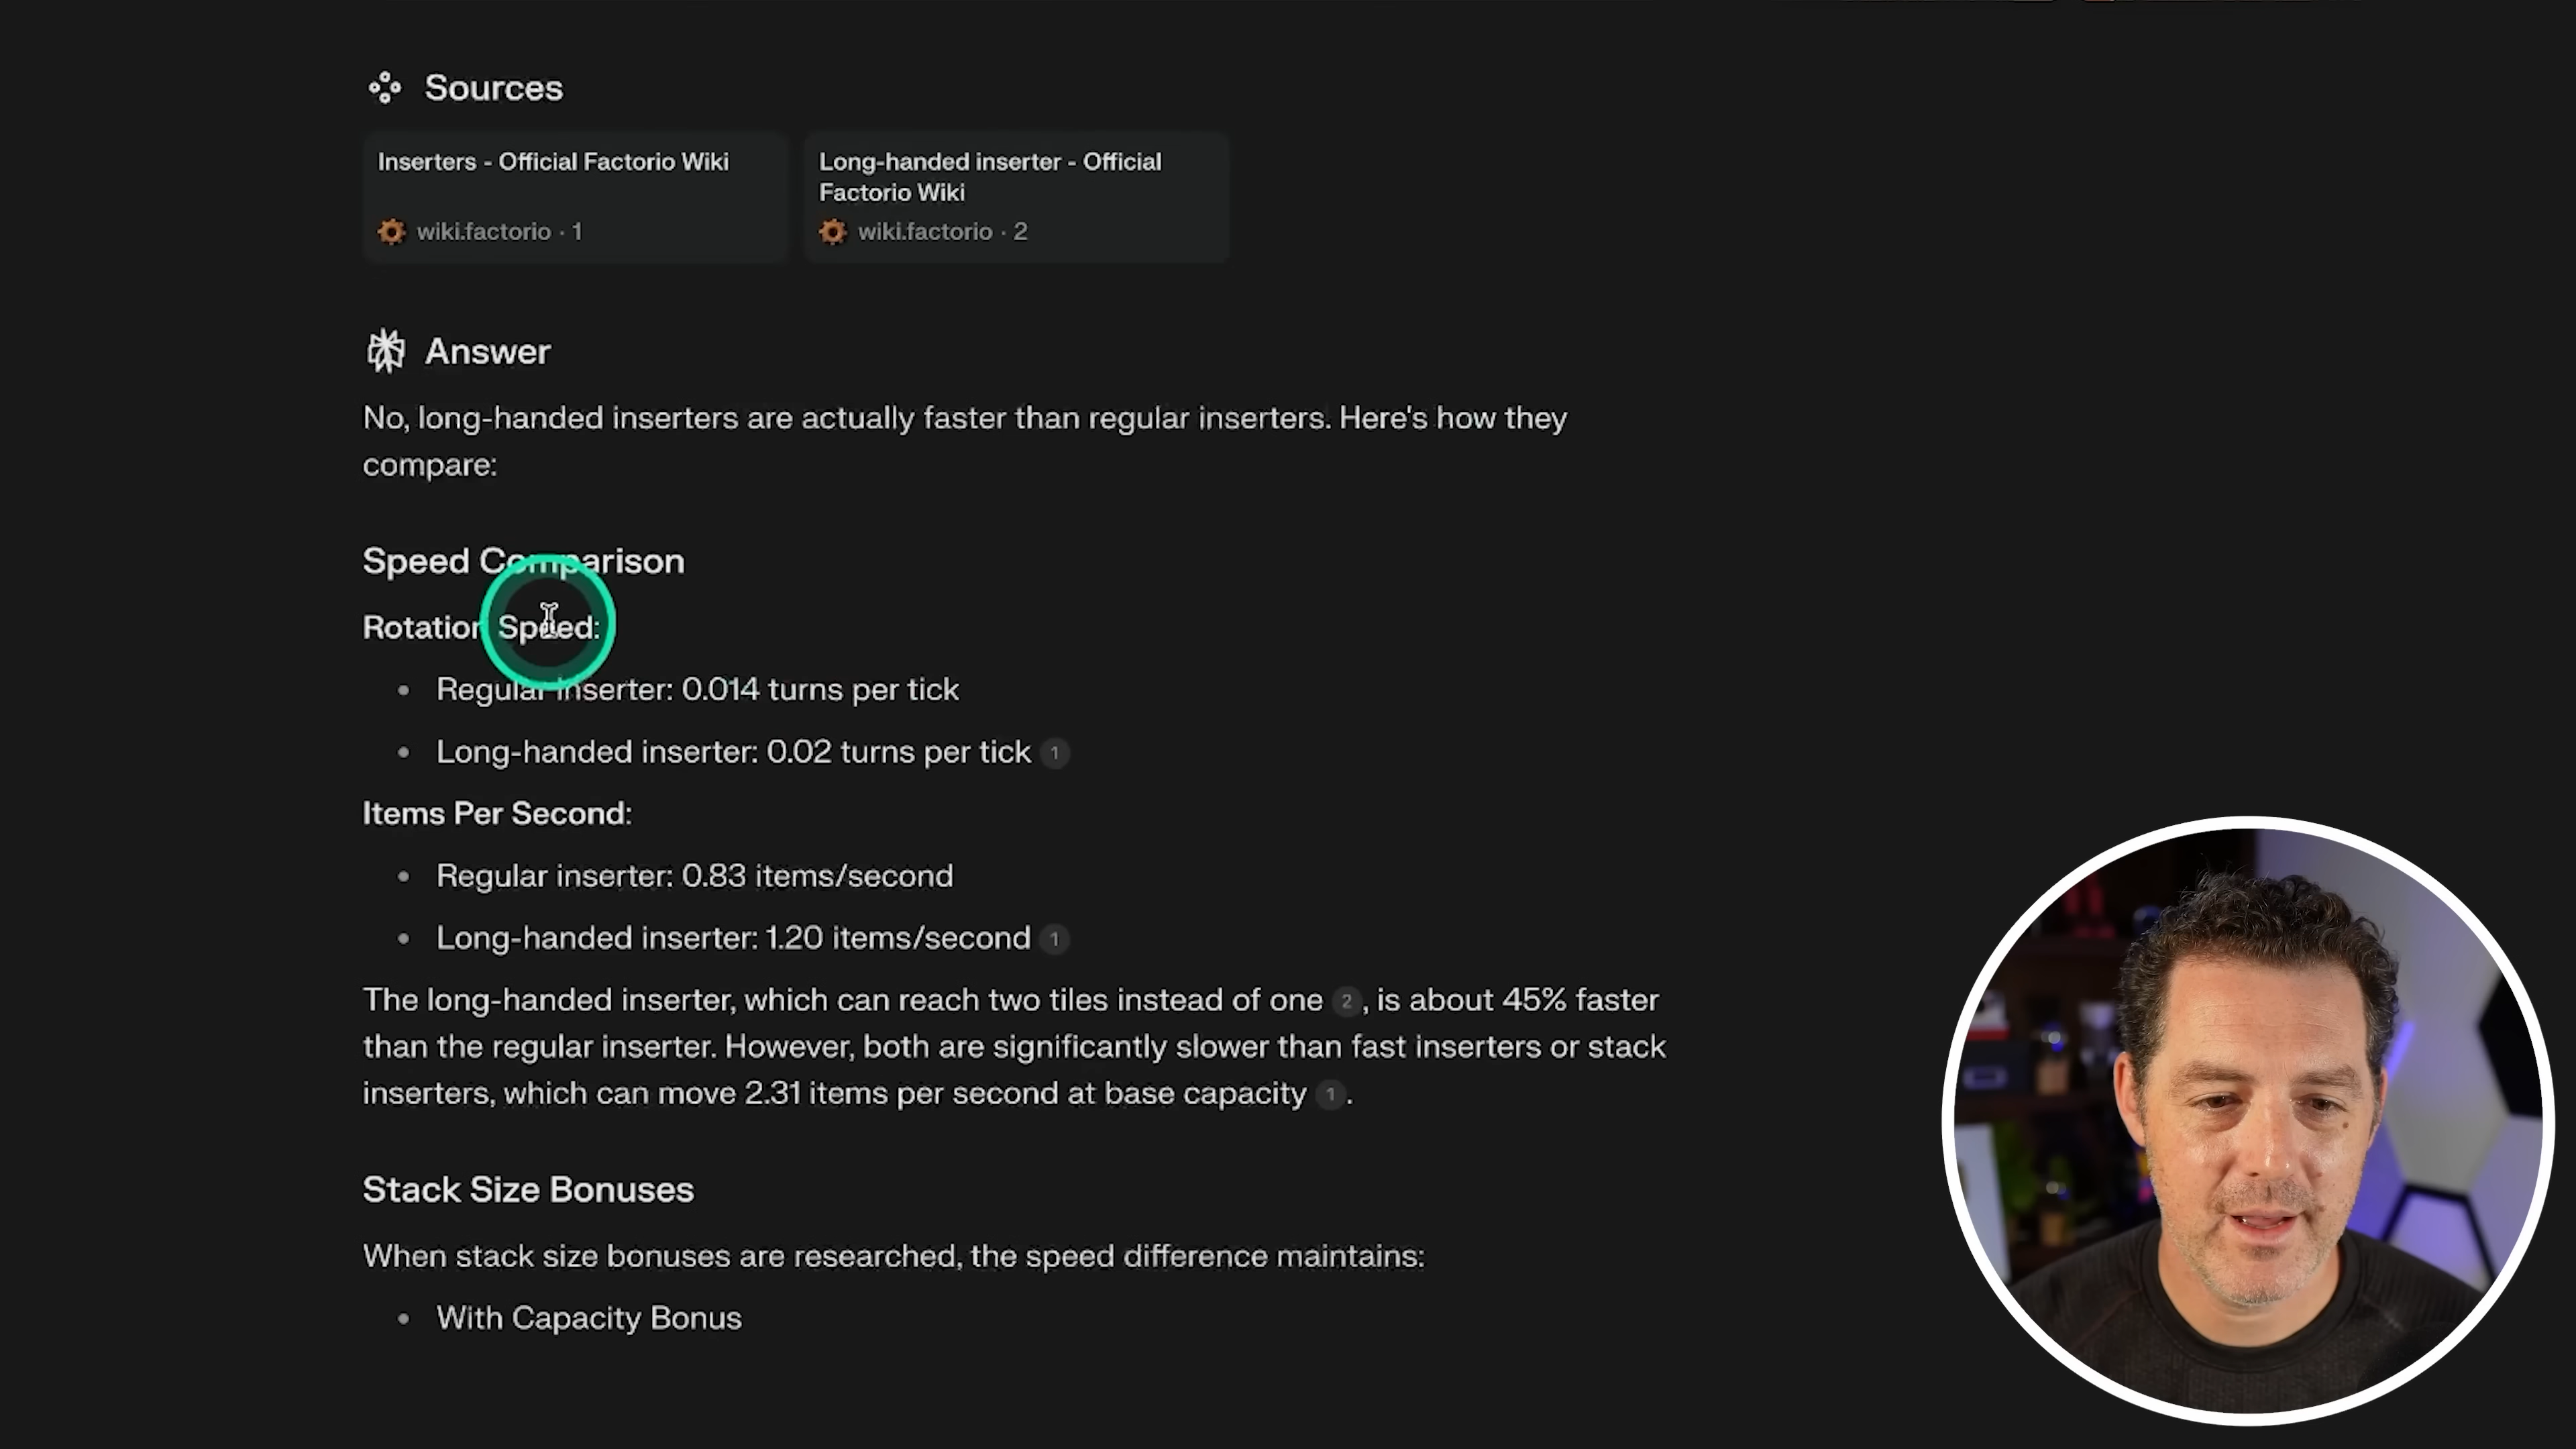 Sources
Inserters - Official Factorio Wiki
wiki.factorio · 1
Long-handed inserter - Official
Factorio Wiki
wiki.factorio · 2
Answer
No, long-handed inserters are actually faster than regular inserters. Here's how they
compare:
Speed Comparison
Rotation Speed:
Regular inserter: 0.014 turns per tick
Long-handed inserter: 0.02 turns per tick 1
Items Per Second:
Regular inserter: 0.83 items/second
Long-handed inserter: 1.20 items/second 1
The long-handed inserter, which can reach two tiles instead of one 2, is about 45% faster
than the regular inserter. However, both are significantly slower than fast inserters or stack
inserters, which can move 2.31 items per second at base capacity 1.
Stack Size Bonuses
When stack size bonuses are researched, the speed difference maintains:
With Capacity Bonus